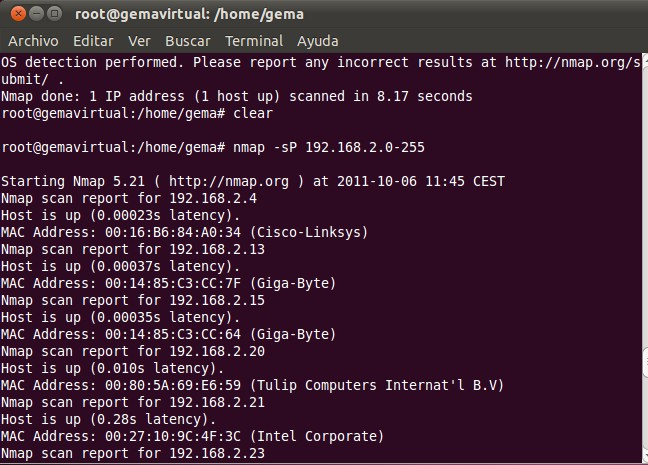 root@gemavirtual: /home/gema
Archivo Editar Ver Buscar Terminal Ayuda
OS detection performed. Please report any incorrect results at http://nmap.org/s
ubmit/ .
Nmap done: 1 IP address (1 host up) scanned in 8.17 seconds
root@gemavirtual:/home/gema# clear
root@gemavirtual:/home/gema# nmap -sP 192.168.2.0-255
Starting Nmap 5.21 ( http://nmap.org ) at 2011-10-06 11:45 CEST
Nmap scan report for 192.168.2.4
Host is up (0.00023s latency).
MAC Address: 00:16:B6:84:A0:34 (Cisco-Linksys)
Nmap scan report for 192.168.2.13
Host is up (0.00037s latency).
MAC Address: 00:14:85:C3:CC:7F (Giga-Byte)
Nmap scan report for 192.168.2.15
Host is up (0.00035s latency).
MAC Address: 00:14:85:C3:CC:64 (Giga-Byte)
Nmap scan report for 192.168.2.20
Host is up (0.010s latency).
MAC Address: 00:80:5A:69:E6:59 (Tulip Computers Internat'l B.V)
Nmap scan report for 192.168.2.21
Host is up (0.28s latency).
MAC Address: 00:27:10:9C:4F:3C (Intel Corporate)
Nmap scan report for 192.168.2.23